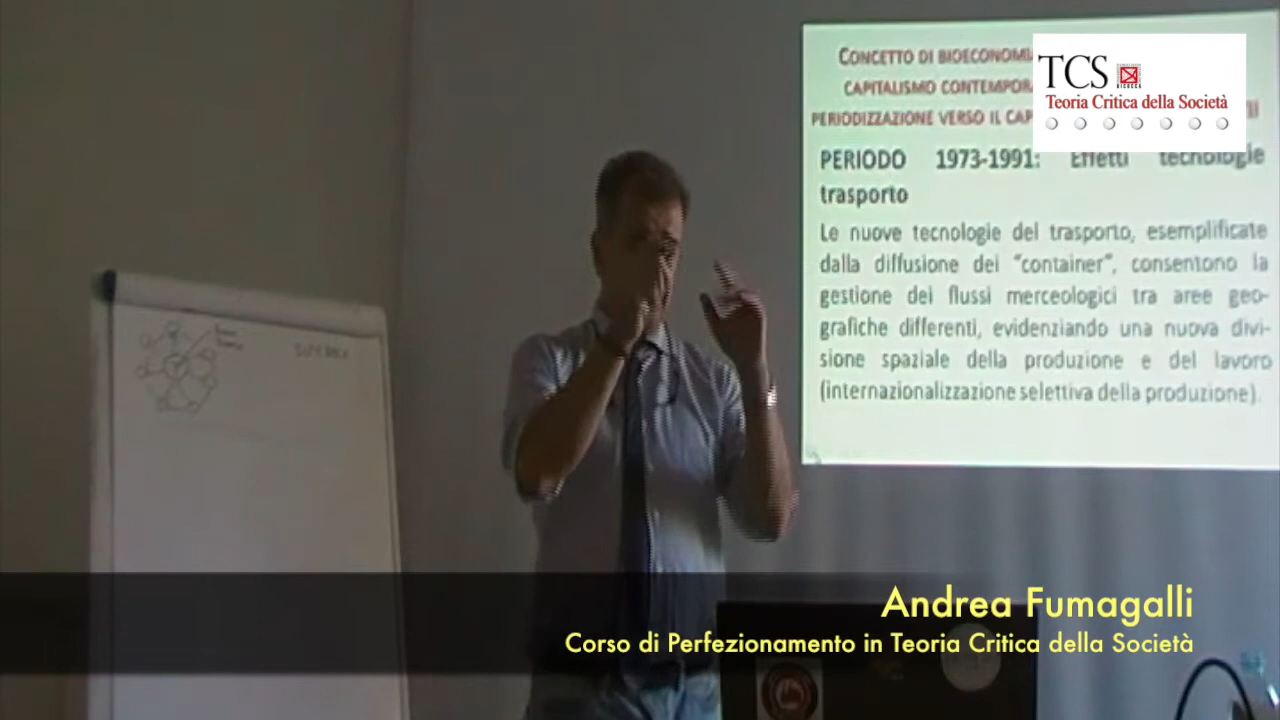 CONCETTO DI BIOECONOMIA
CAPITALISMO
PERIODIZZAZIONE VERSO IL
TCS
BICOCCA
Teoria Critica della Società
PERIODO 1973-1991: Effetti tecnologie
trasporto
Le nuove tecnologie del trasporto, esemplificate
dalla diffusione dei “container”, consentono la
gestione dei flussi merceologici tra aree geo-
grafiche differenti, evidenziando una nuova divi-
sione spaziale della produzione e del lavoro
(internazionalizzazione selettiva della produzione).
Andrea Fumagalli
Corso di Perfezionamento in Teoria Critica della Società